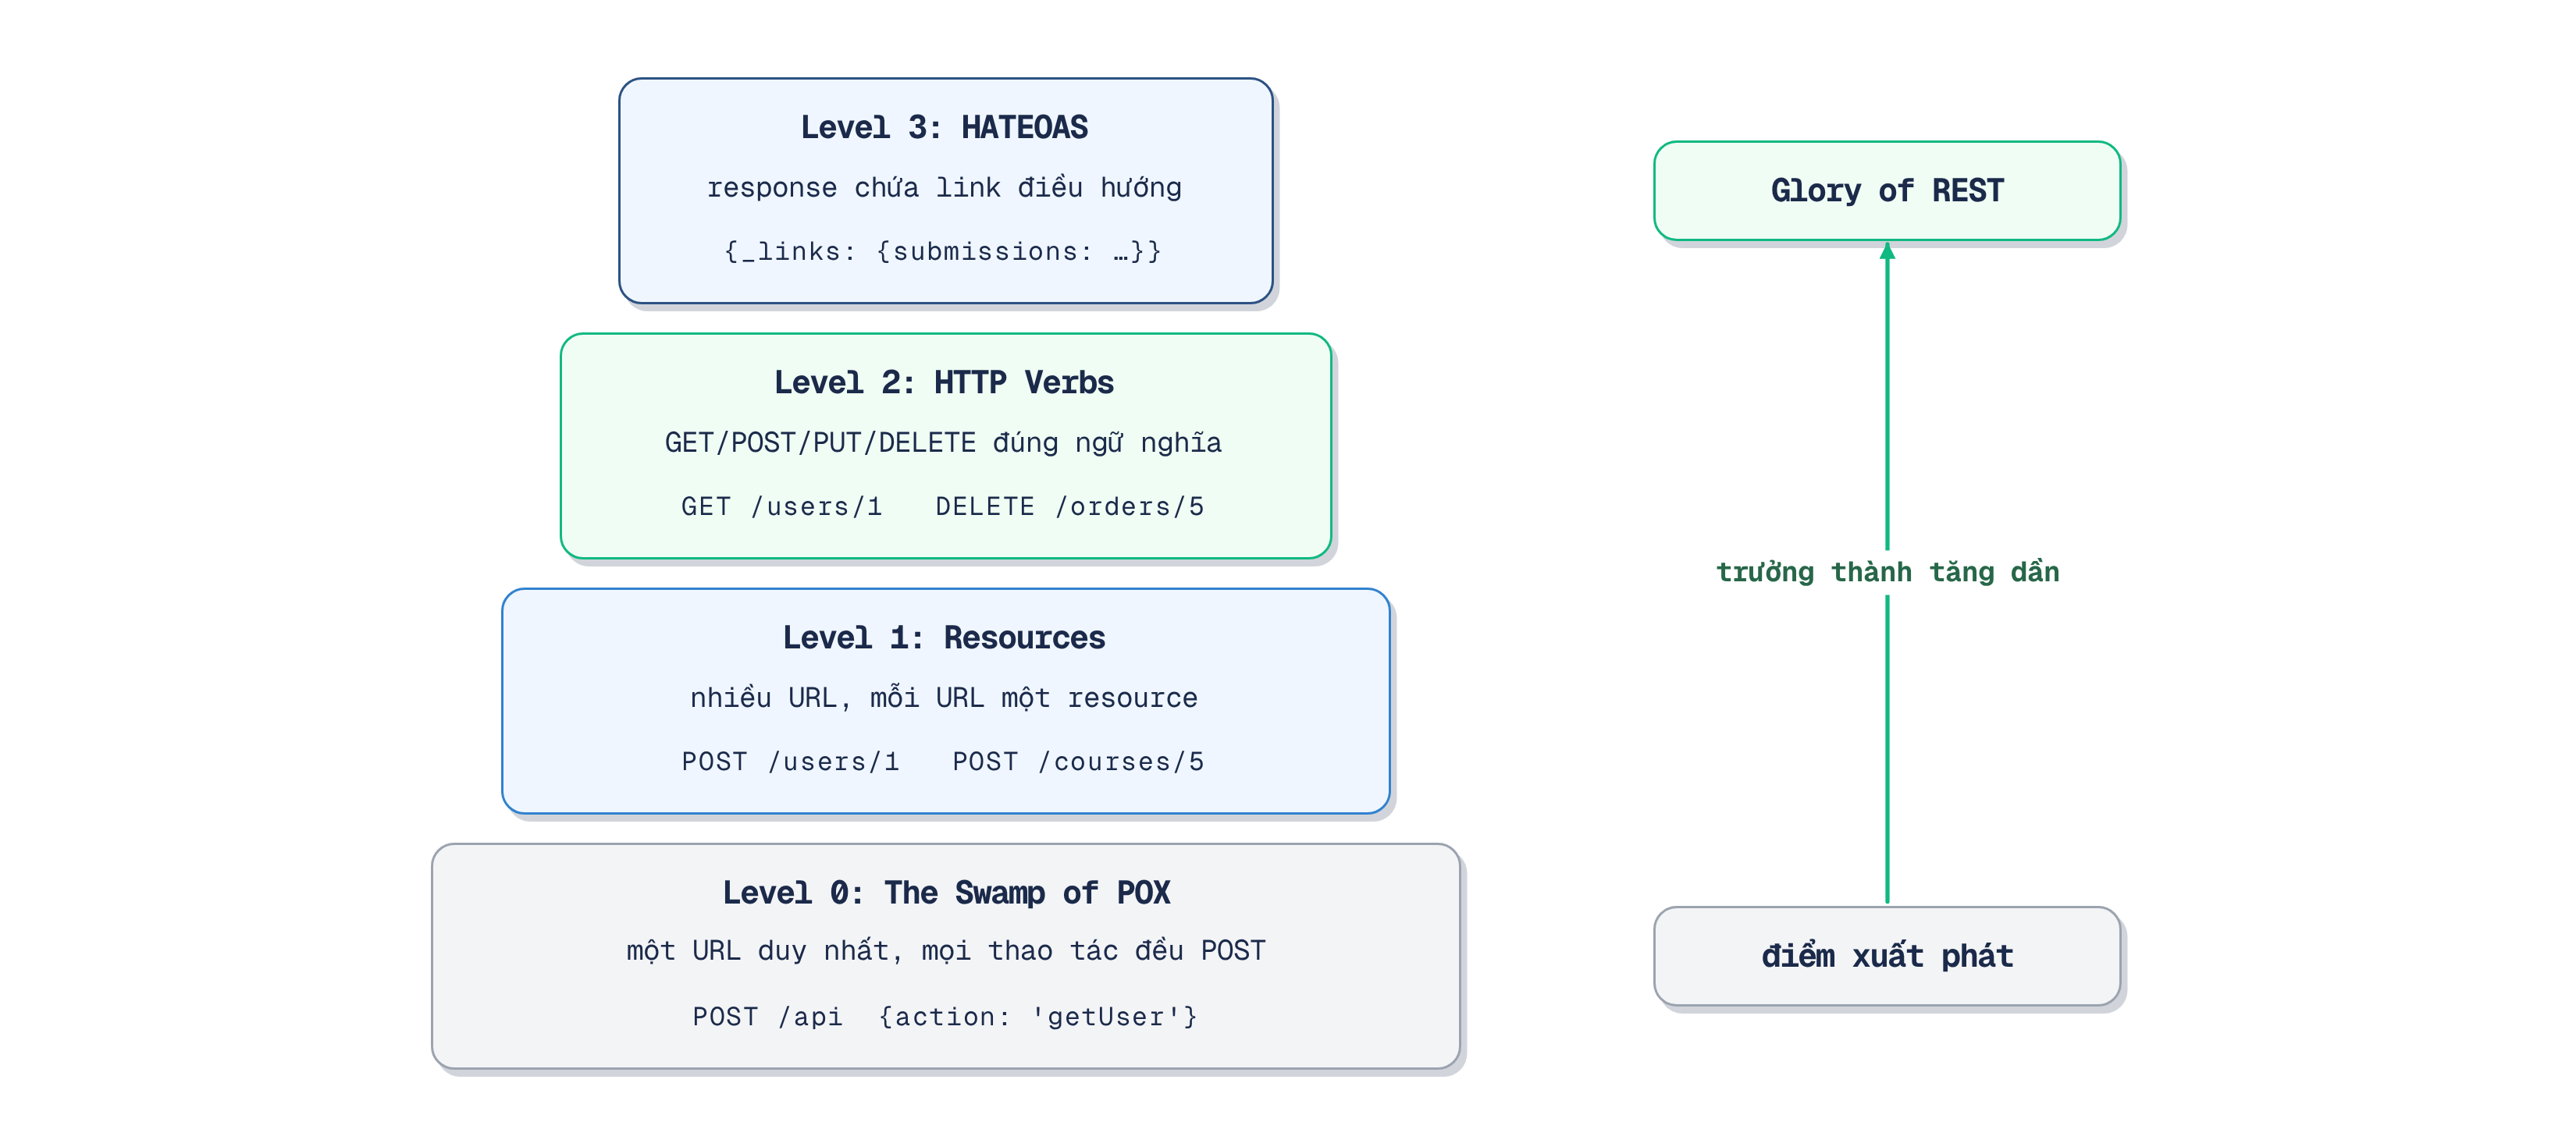 Level 3: HATEOAS
response chứa link điều hướng
{_links: {submissions: …}}
Level 2: HTTP Verbs
GET/POST/PUT/DELETE đúng ngữ nghĩa
GET /users/1   DELETE /orders/5
Level 1: Resources
nhiều URL, mỗi URL một resource
POST /users/1   POST /courses/5
Level 0: The Swamp of POX
một URL duy nhất, mọi thao tác đều POST
POST /api  {action: 'getUser'}
Glory of REST
trưởng thành tăng dần
điểm xuất phát